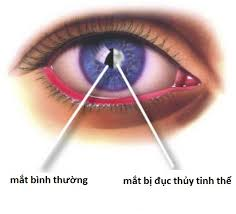 mắt bình thường
mắt bị đục thủy tinh thể